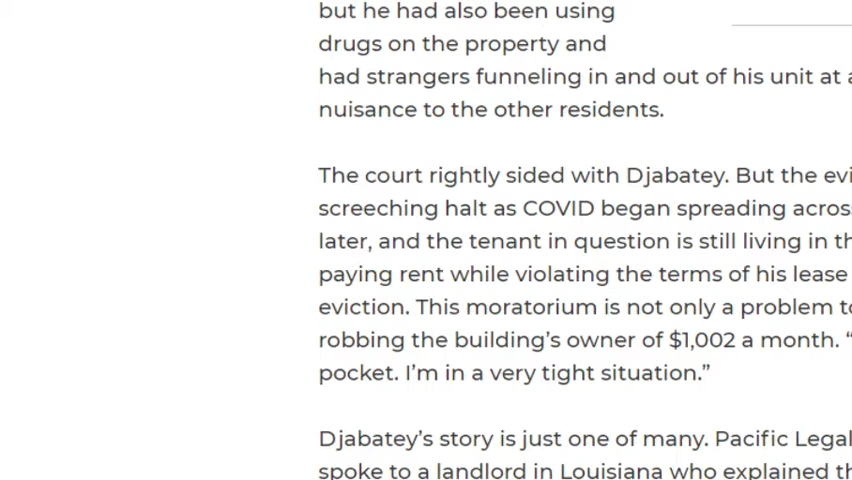 but he had also been using
drugs on the property and
had strangers funneling in and out of his unit at
nuisance to the other residents.
The court rightly sided with Djabatey. But the
screeching halt as COVID began spreading
later, and the tenant in question is still living in
paying rent while violating the terms of his lease
eviction. This moratorium is not only a problem
robbing the building’s owner of $1,002 a month. “
pocket. I’m in a very tight situation.”
Djabatey’s story is just one of many. Pacific Legal
spoke to a landlord in Louisiana who explained